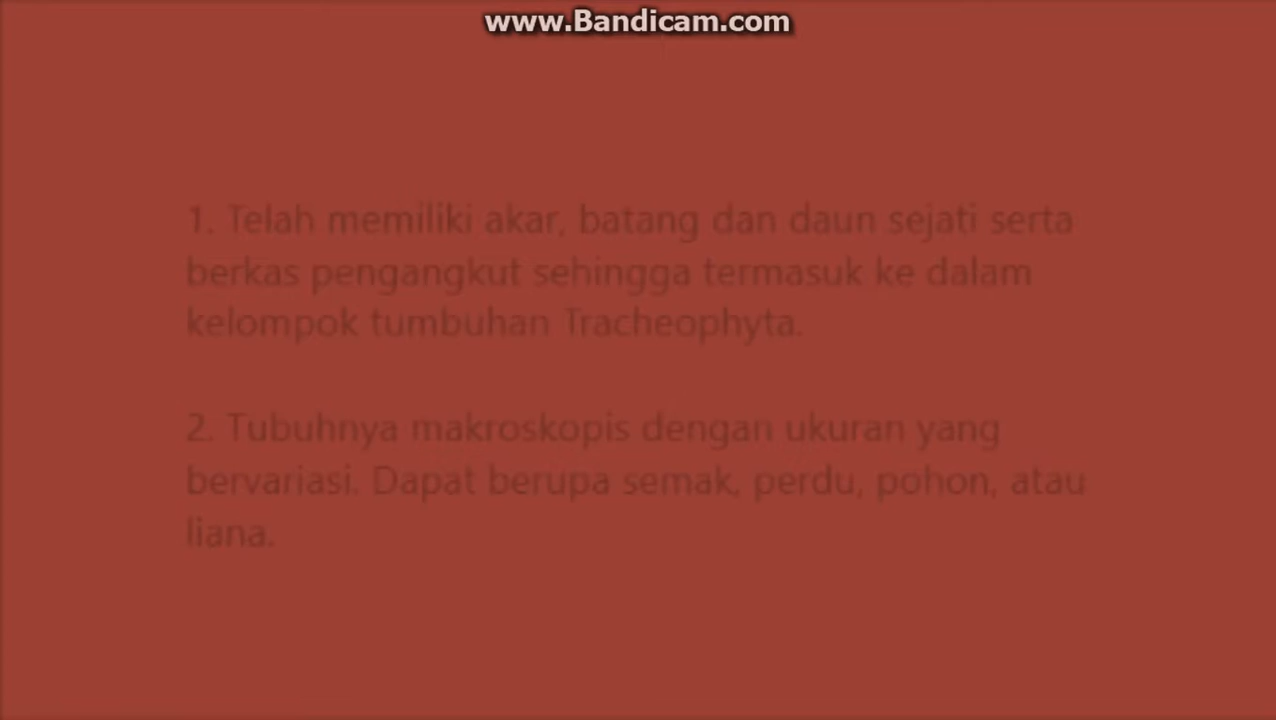 www.Bandicam.com
1. Telah memiliki akar, batang dan daun sejati serta
berkas pengangkut sehingga termasuk ke dalam
kelompok tumbuhan Tracheophyta.
2. Tubuhnya makroskopis dengan ukuran yang
bervariasi. Dapat berupa semak, perdu, pohon, atau
liana.